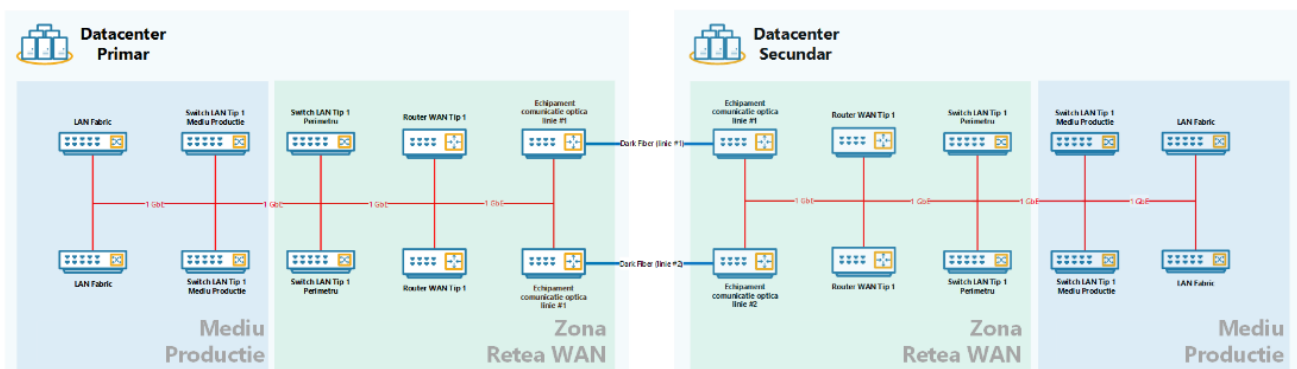 Datacenter
Primar
Datacenter
Secundar
LAN Fabric
Switch LAN Tip 1
Mediu Productie
Switch LAN Tip 1
Perimetru
Router WAN Tip 1
Echipament
comunicatie optica
linie #1
Echipament
comunicatie optica
linie #1
Router WAN Tip 1
Switch LAN Tip 1
Perimetru
Switch LAN Tip 1
Mediu Productie
LAN Fabric
Dark Fiber (linie #1)
1 GbE
1 GbE
1 GbE
1 GbE
1 GbE
1 GbE
1 GbE
1 GbE
Dark Fiber (linie #2)
LAN Fabric
Switch LAN Tip 1
Mediu Productie
Switch LAN Tip 1
Perimetru
Router WAN Tip 1
Echipament
comunicatie optica
linie #1
Echipament
comunicatie optica
linie #2
Router WAN Tip 1
Switch LAN Tip 1
Perimetru
Switch LAN Tip 1
Mediu Productie
LAN Fabric
Mediu
Productie
Zona
Retea WAN
Zona
Retea WAN
Mediu
Productie